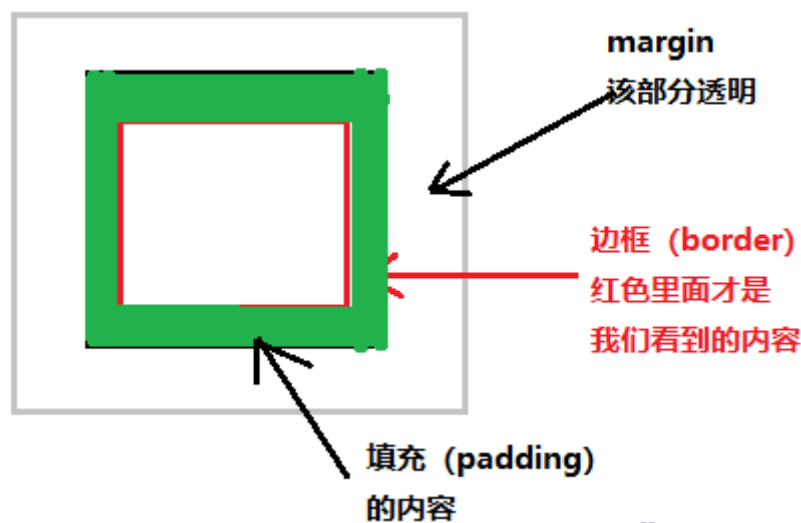 margin
该部分透明
边框（border）
红色里面才是
我们看到的内容
填充（padding）
的内容